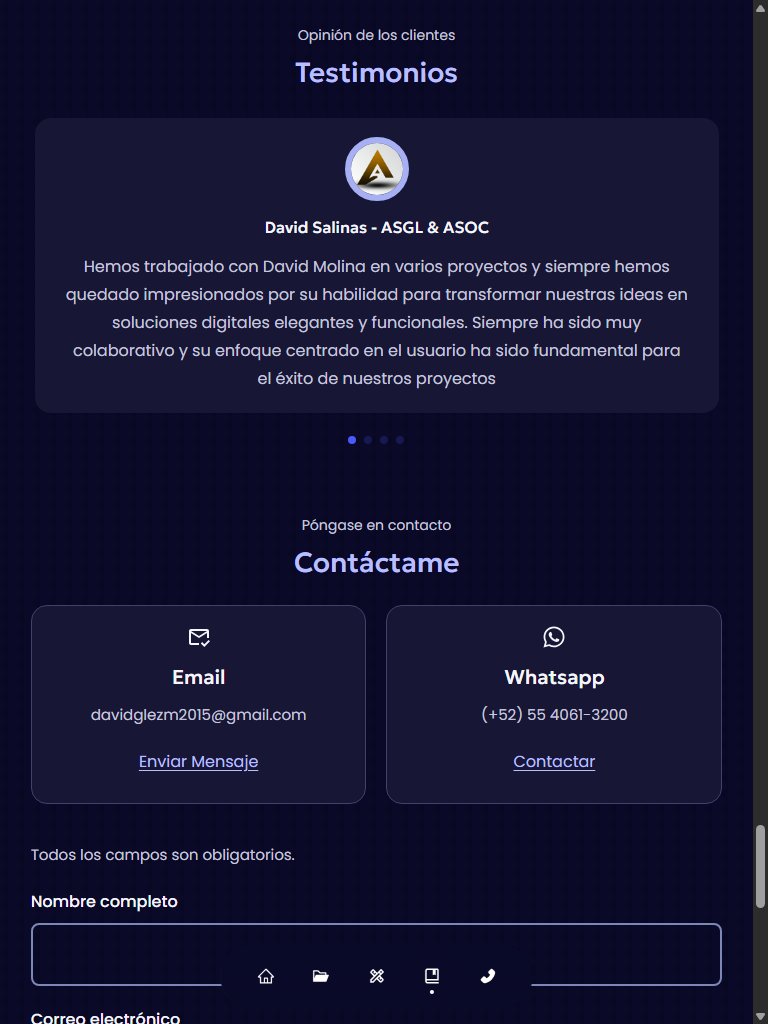 Opinión de los clientes
Testimonios
David Salinas - ASGL & ASOC
Hemos trabajado con David Molina en varios proyectos y siempre hemos
quedado impresionados por su habilidad para transformar nuestras ideas en
soluciones digitales elegantes y funcionales. Siempre ha sido muy
colaborativo y su enfoque centrado en el usuario ha sido fundamental para
el éxito de nuestros proyectos
Póngase en contacto
Contáctame
Email
davidglezm2015@gmail.com
Enviar Mensaje
Whatsapp
(+52) 55 4061-3200
Contactar
Todos los campos son obligatorios.
Nombre completo
Correo electrónico